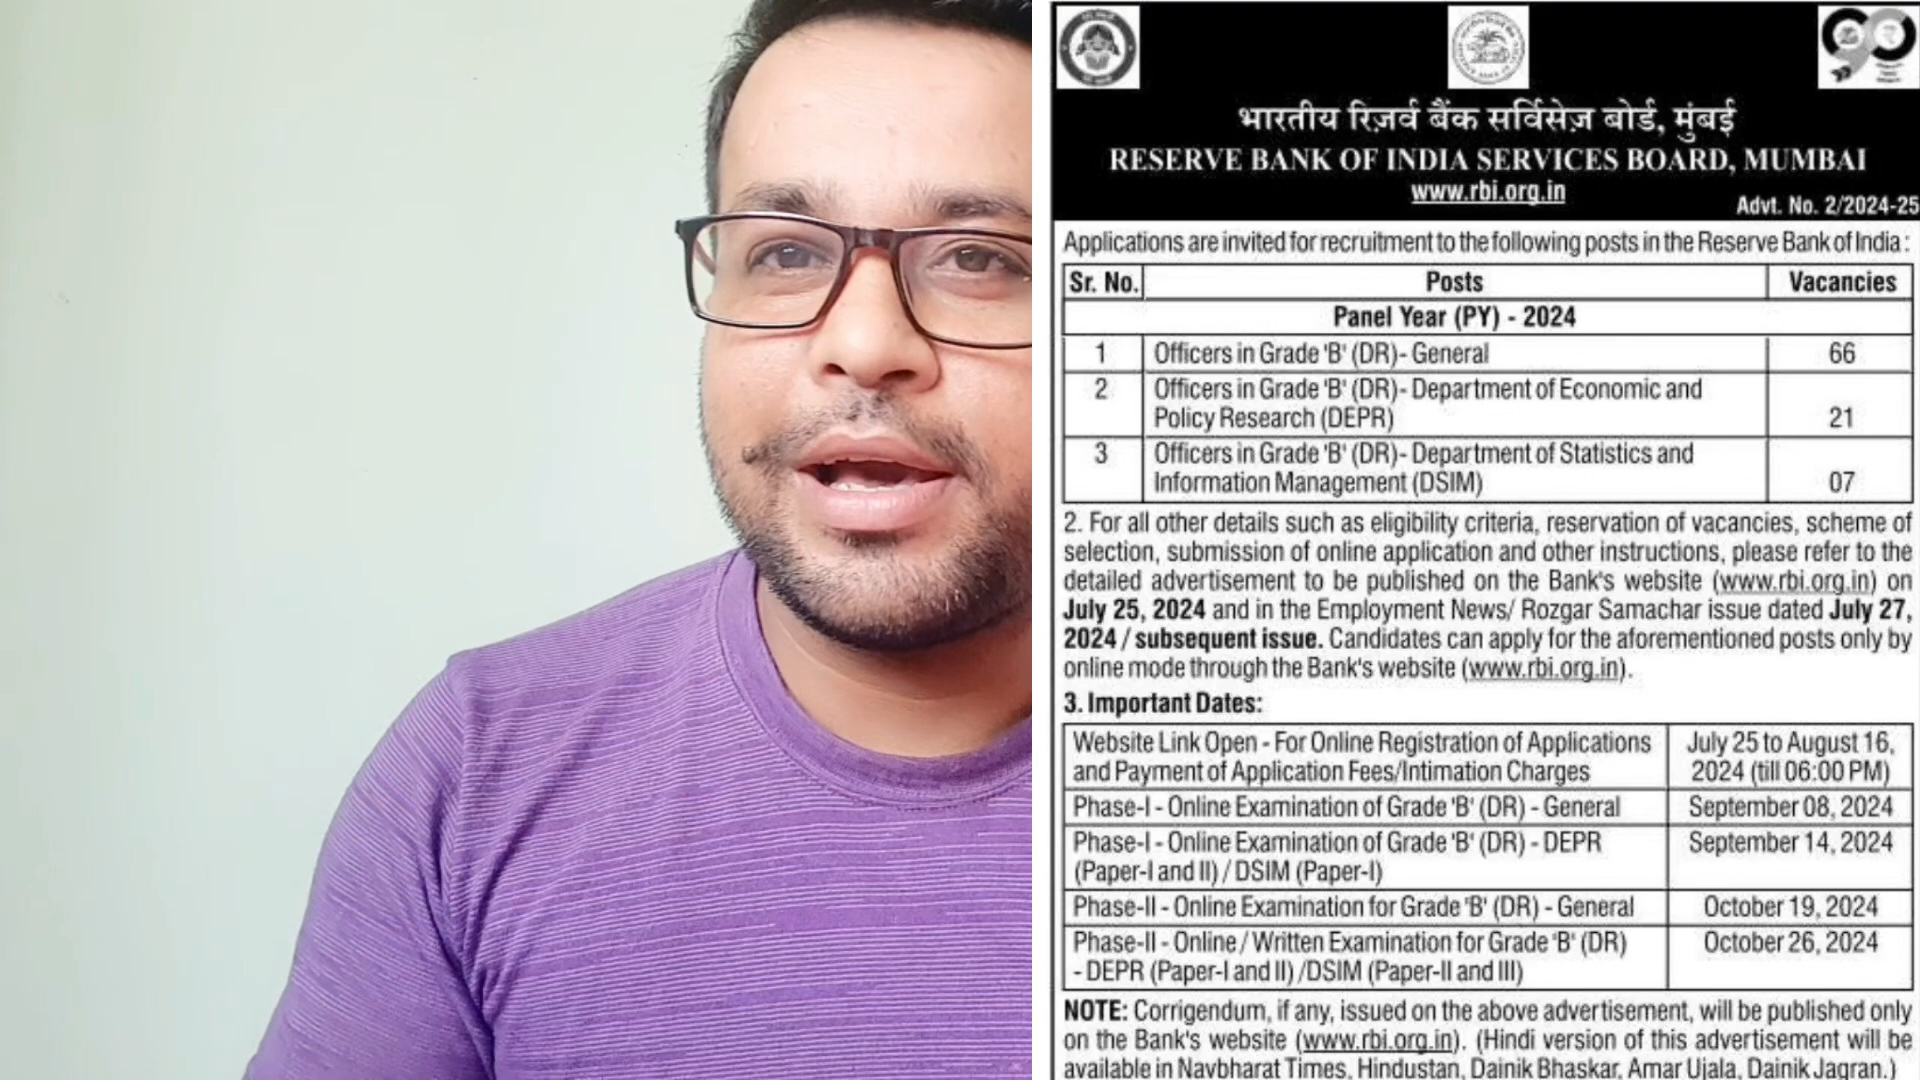 भारतीय रिज़र्व बैंक सर्विसेज़ बोर्ड, मुंबई
RESERVE BANK OF INDIA SERVICES BOARD, MUMBAI
www.rbi.org.in
Advt. No. 2/2024-25
Applications are invited for recruitment to the following posts in the Reserve Bank of India :
Sr. No. Posts Vacancies
Panel Year (PY) - 2024
1 Officers in Grade 'B' (DR)- General 66
2 Officers in Grade 'B' (DR)- Department of Economic and
Policy Research (DEPR) 21
3 Officers in Grade 'B' (DR)- Department of Statistics and
Information Management (DSIM) 07
2. For all other details such as eligibility criteria, reservation of vacancies, scheme of
selection, submission of online application and other instructions, please refer to the
detailed advertisement to be published on the Bank's website (www.rbi.org.in) on
July 25, 2024 and in the Employment News/ Rozgar Samachar issue dated July 27,
2024 / subsequent issue. Candidates can apply for the aforementioned posts only by
online mode through the Bank's website (www.rbi.org.in).
3. Important Dates:
Website Link Open - For Online Registration of Applications July 25 to August 16,
and Payment of Application Fees/Intimation Charges 2024 (till 06:00 PM)
Phase-I - Online Examination of Grade 'B' (DR) - General September 08, 2024
Phase-I - Online Examination of Grade 'B' (DR) - DEPR September 14, 2024
(Paper-I and II) / DSIM (Paper-I)
Phase-II - Online Examination for Grade 'B' (DR) - General October 19, 2024
Phase-II - Online / Written Examination for Grade 'B' (DR) October 26, 2024
- DEPR (Paper-I and II) /DSIM (Paper-II and III)
NOTE: Corrigendum, if any, issued on the above advertisement, will be published only
on the Bank's website (www.rbi.org.in). (Hindi version of this advertisement will be
available in Navbharat Times, Hindustan, Dainik Bhaskar, Amar Ujala, Dainik Jagran.)